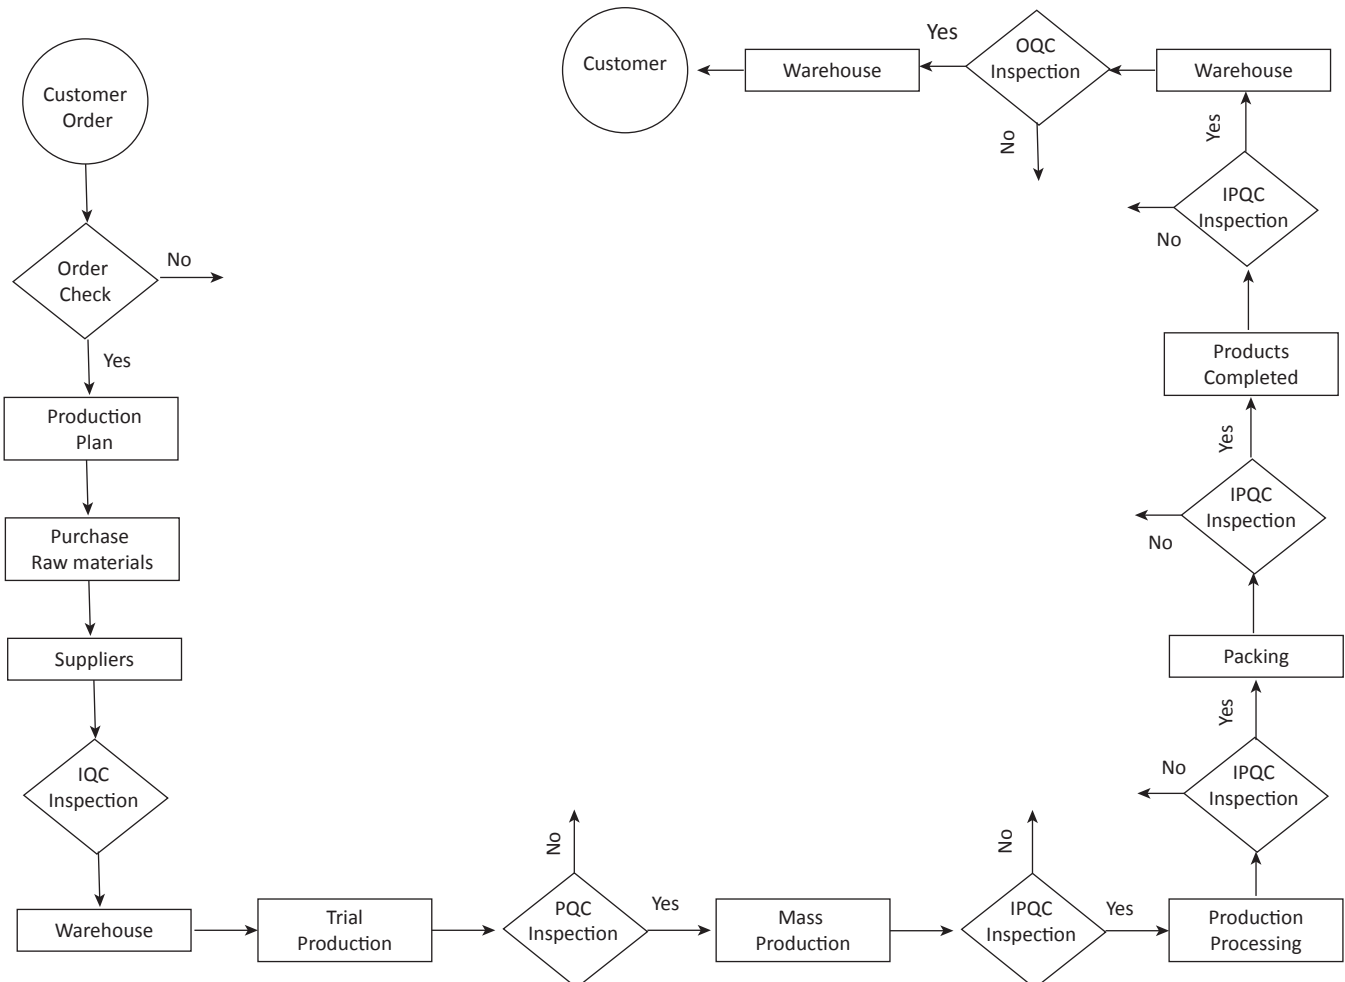 Customer
Order
Order
Check
No
Yes
Production
Plan
Purchase
Raw materials
Suppliers
IQC
Inspection
Warehouse
Trial
Production
PQC
Inspection
No
Yes
Mass
Production
IPQC
Inspection
No
Yes
Production
Processing
IPQC
Inspection
No
Yes
Packing
IPQC
Inspection
No
Yes
Products
Completed
IPQC
Inspection
No
Yes
Warehouse
OQC
Inspection
No
Yes
Warehouse
Customer